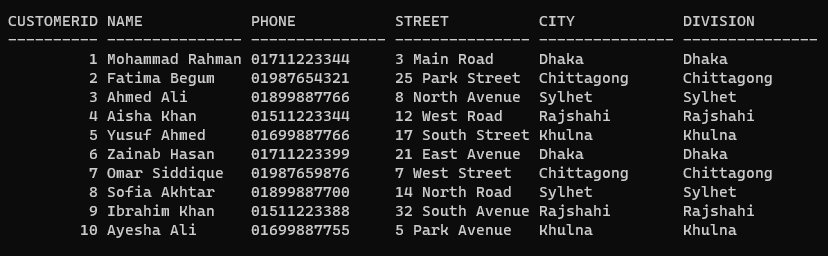 CUSTOMERID NAME            PHONE           STREET          CITY            DIVISION
---------- --------------- --------------- --------------- --------------- ---------------
         1 Mohammad Rahman 01711223344     3 Main Road     Dhaka           Dhaka
         2 Fatima Begum    01987654321     25 Park Street  Chittagong      Chittagong
         3 Ahmed Ali       01899887766     8 North Avenue  Sylhet          Sylhet
         4 Aisha Khan      01511223344     12 West Road    Rajshahi        Rajshahi
         5 Yusuf Ahmed     01699887766     17 South Street Khulna          Khulna
         6 Zainab Hasan    01711223399     21 East Avenue  Dhaka           Dhaka
         7 Omar Siddique   01987659876     7 West Street   Chittagong      Chittagong
         8 Sofia Akhtar    01899887700     14 North Road   Sylhet          Sylhet
         9 Ibrahim Khan    01511223388     32 South Avenue Rajshahi        Rajshahi
        10 Ayesha Ali      01699887755     5 Park Avenue   Khulna          Khulna